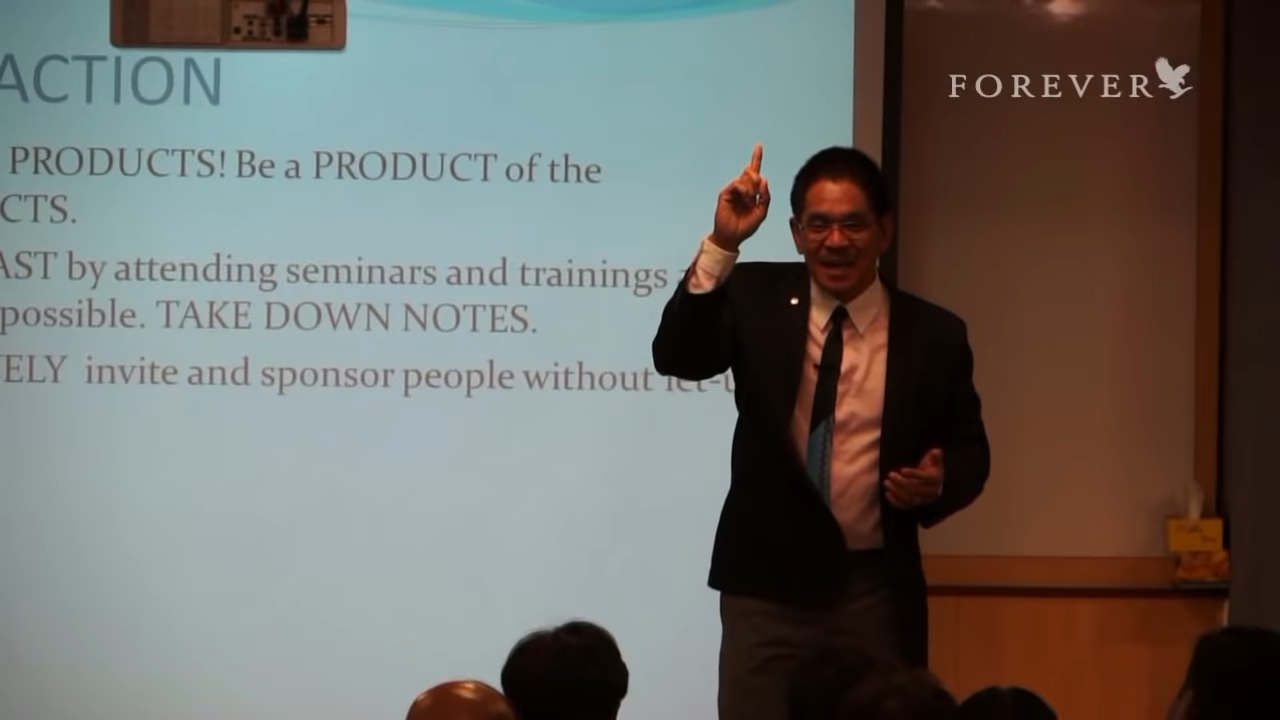 ACTION
FOREVER
PRODUCTS! Be a PRODUCT of the
CTS.
AST by attending seminars and trainings
possible. TAKE DOWN NOTES.
ELY invite and sponsor people without let-u